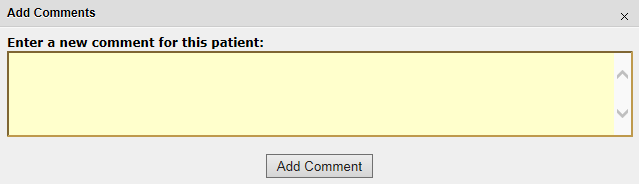 Add Comments
Enter a new comment for this patient:
Add Comment